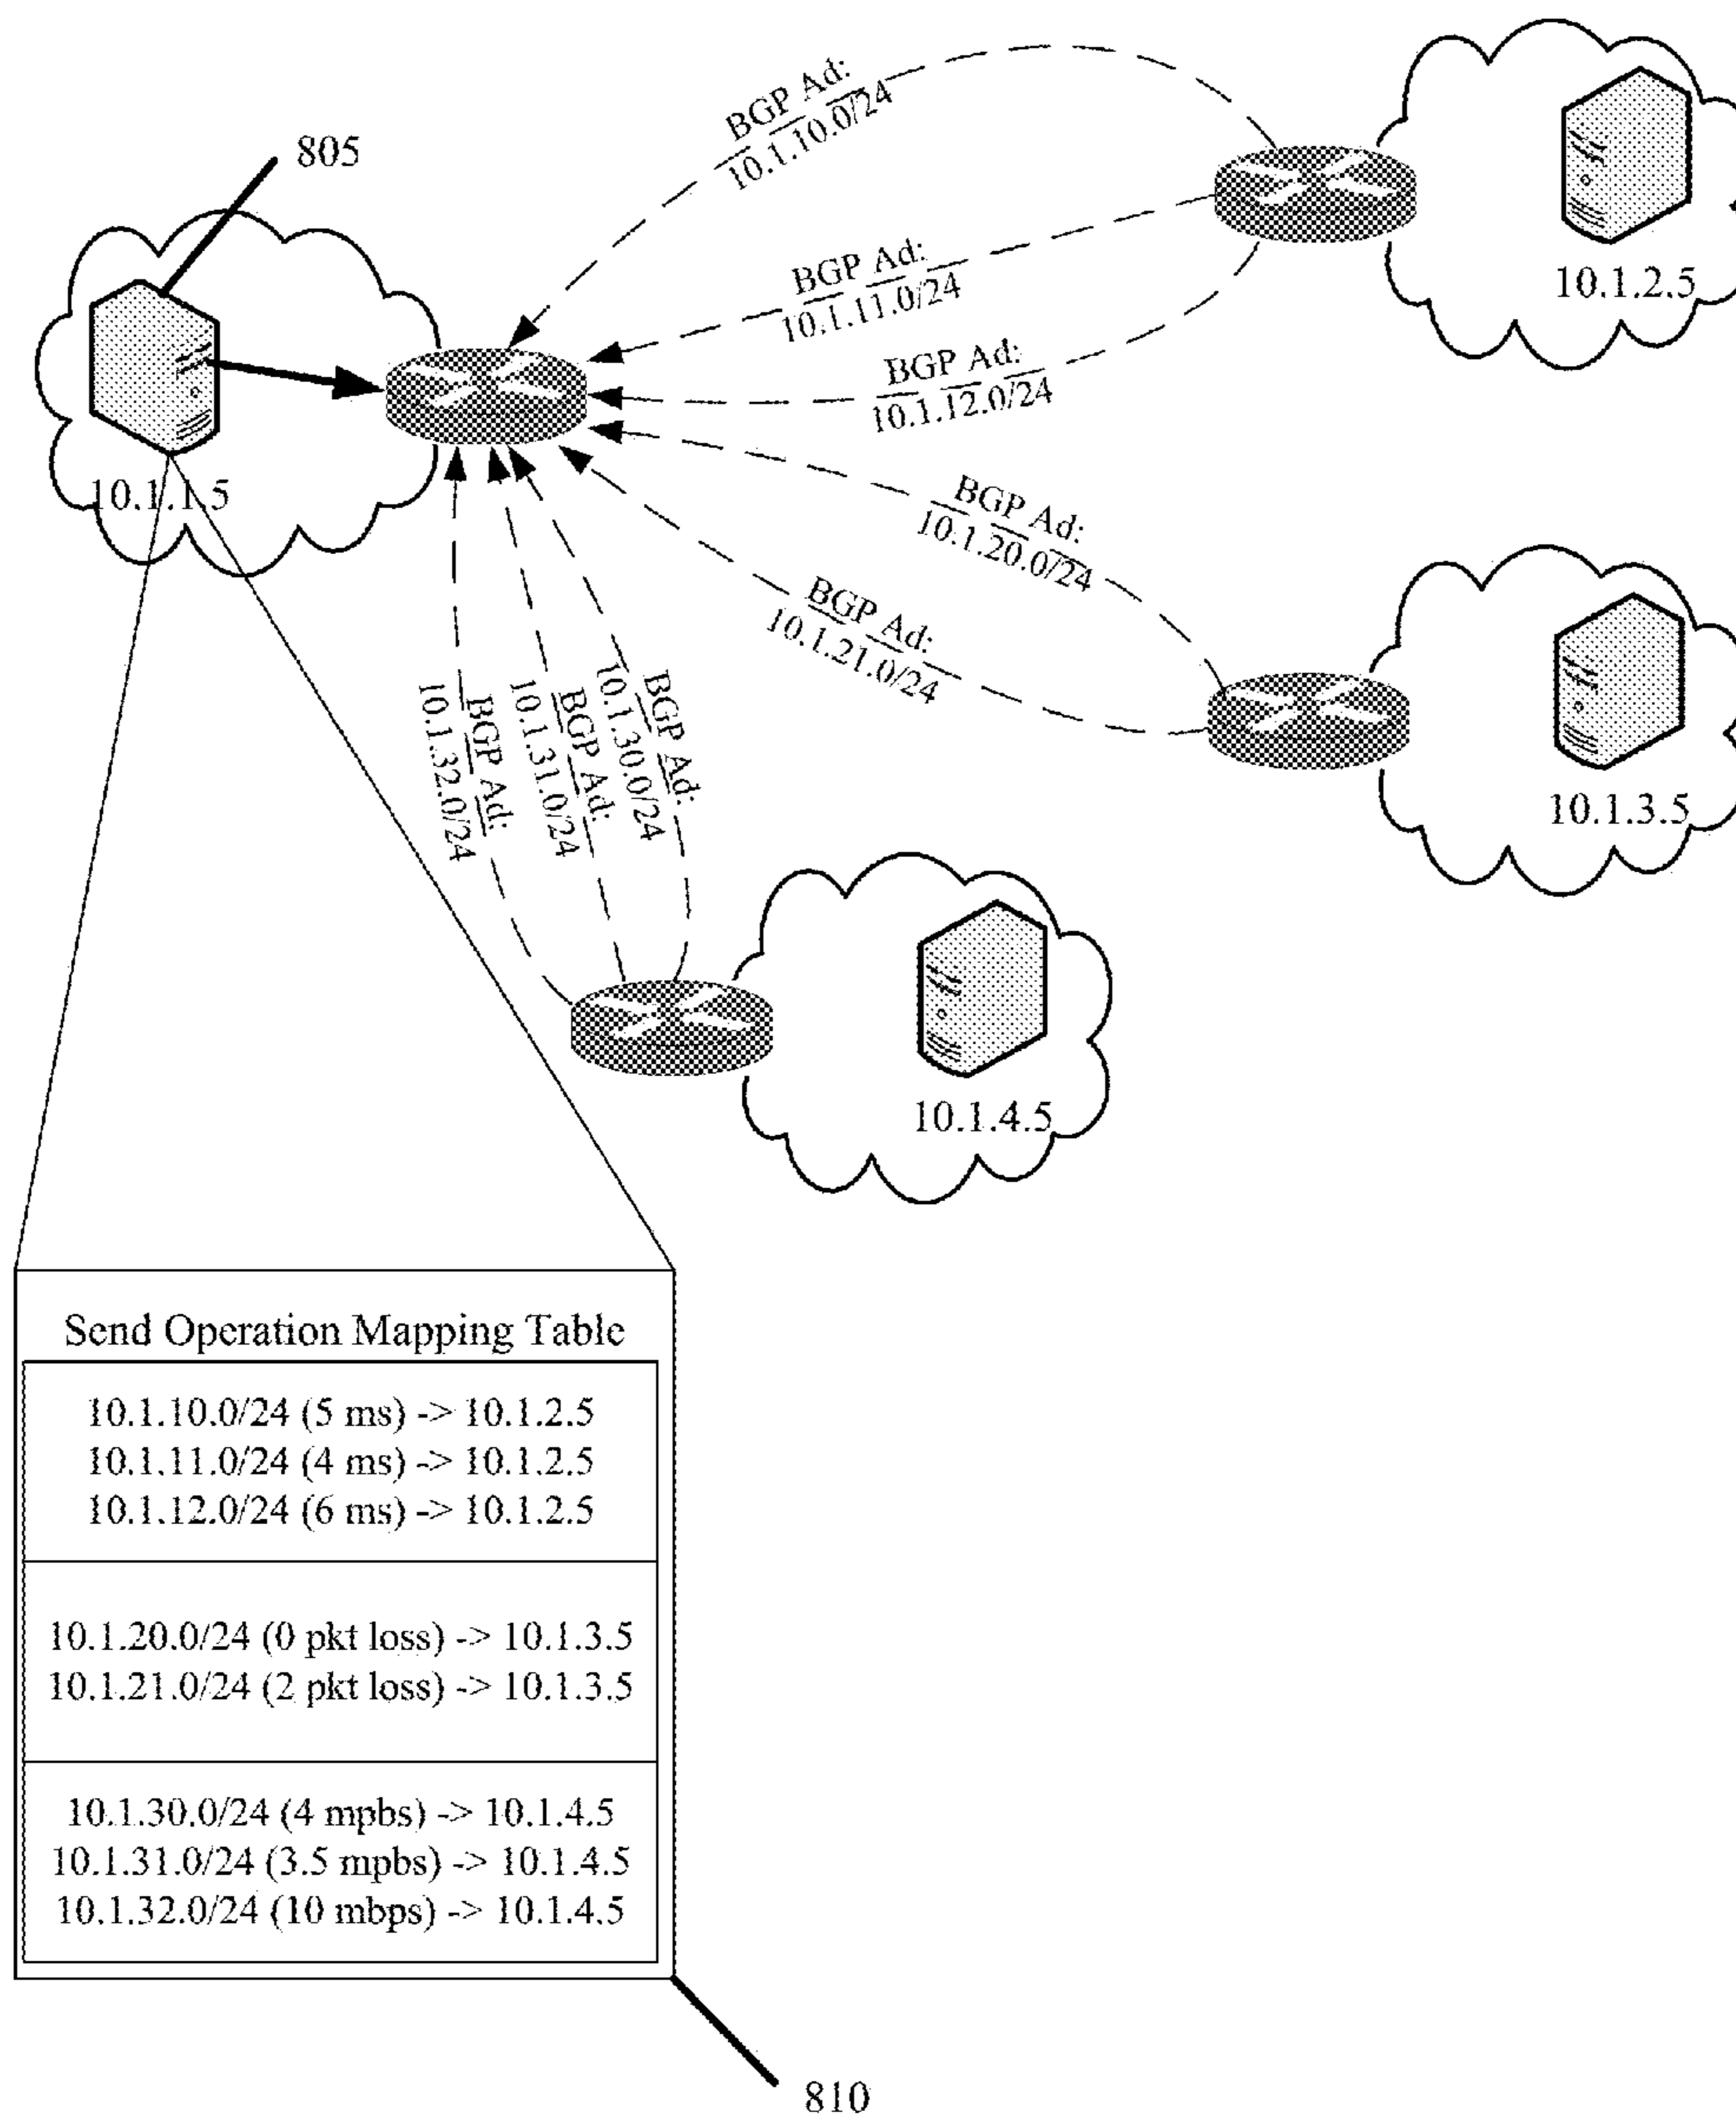 BGP Ad:
10.1.10.0/24
805
BGP Ad:
10.1.11.0/24
10.1.2.5
BGP Ad:
10.1.12.0/24
10.1.1.5
BGP Ad:
10.1.20.0/24
BGP Ad:
10.1.21.0/24
BGP Ad:
10.1.30.0/24
BGP Ad:
10.1.31.0/24
BGP Ad:
10.1.32.0/24
10.1.3.5
10.1.4.5
Send Operation Mapping Table
10.1.10.0/24 (5 ms) -> 10.1.2.5
10.1.11.0/24 (4 ms) -> 10.1.2.5
10.1.12.0/24 (6 ms) -> 10.1.2.5
10.1.20.0/24 (0 pkt loss) -> 10.1.3.5
10.1.21.0/24 (2 pkt loss) -> 10.1.3.5
10.1.30.0/24 (4 mpbs) -> 10.1.4.5
10.1.31.0/24 (3.5 mpbs) -> 10.1.4.5
10.1.32.0/24 (10 mbps) -> 10.1.4.5
810